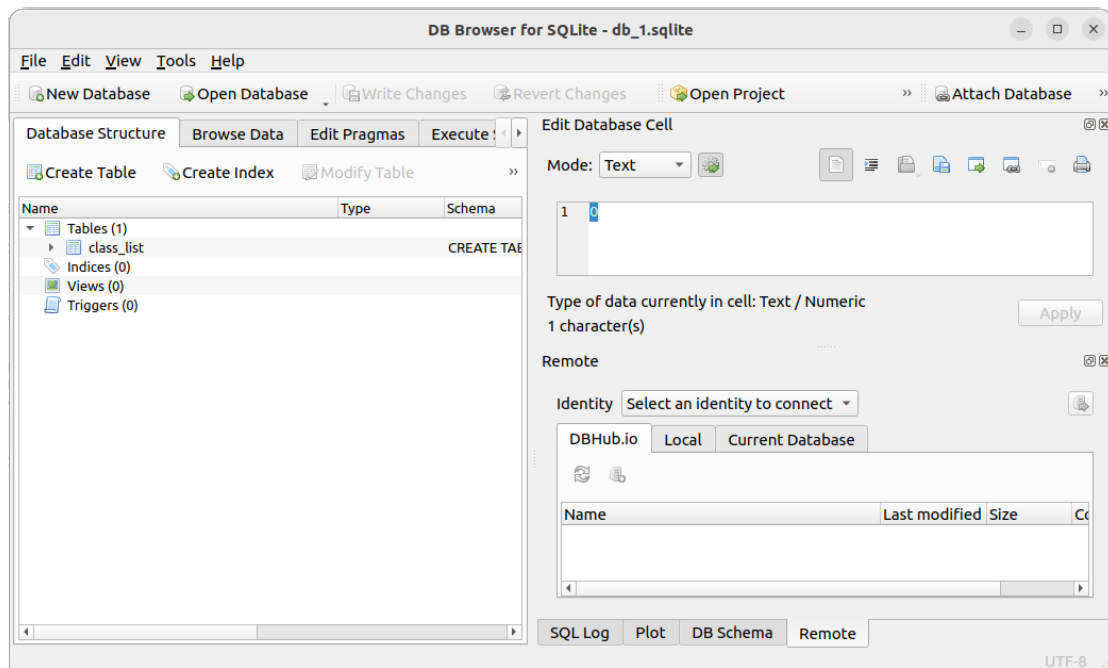 DB Browser for SQLite - db_1.sqlite
File Edit View Tools Help
New Database Open Database Write Changes Revert Changes Open Project » Attach Database »
Database Structure Browse Data Edit Pragmas Execute
Create Table Create Index Modify Table »
Name Type Schema
Tables (1)
class_list CREATE TAB
Indices (0)
Views (0)
Triggers (0)
Edit Database Cell
Mode: Text
1 0
Type of data currently in cell: Text / Numeric
1 character(s)
Apply
Remote
Identity Select an identity to connect
DBHub.io Local Current Database
Name Last modified Size
SQL Log Plot DB Schema Remote
UTF-8